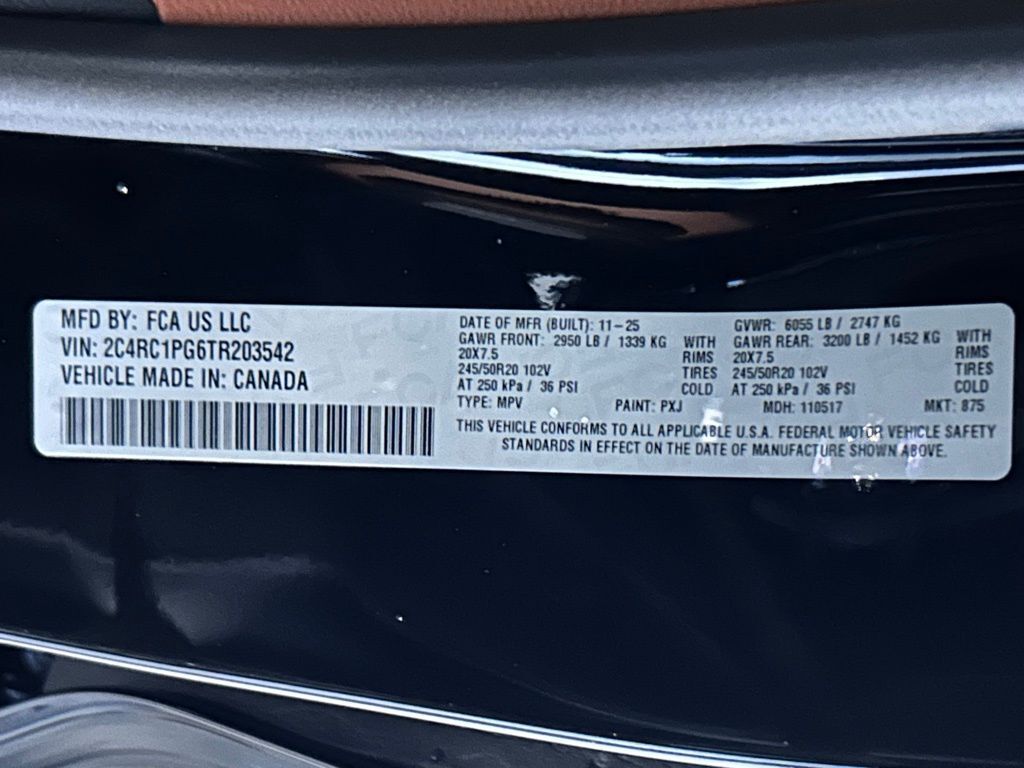 MFD BY: FCA US LLC
VIN: 2C4RC1PG6TR203542
VEHICLE MADE IN: CANADA
DATE OF MFR (BUILT): 11-25
GAWR FRONT: 2950 LB / 1339 KG WITH
20X7.5 RIMS
245/50R20 102V TIRES
AT 250 kPa / 36 PSI COLD
TYPE: MPV PAINT: PXJ
GVWR: 6055 LB / 2747 KG
GAWR REAR: 3200 LB / 1452 KG WITH
20X7.5 RIMS
245/50R20 102V TIRES
AT 250 kPa / 36 PSI COLD
MDH: 110517 MKT: 875
THIS VEHICLE CONFORMS TO ALL APPLICABLE U.S.A. FEDERAL MOTOR VEHICLE SAFETY
STANDARDS IN EFFECT ON THE DATE OF MANUFACTURE SHOWN ABOVE.